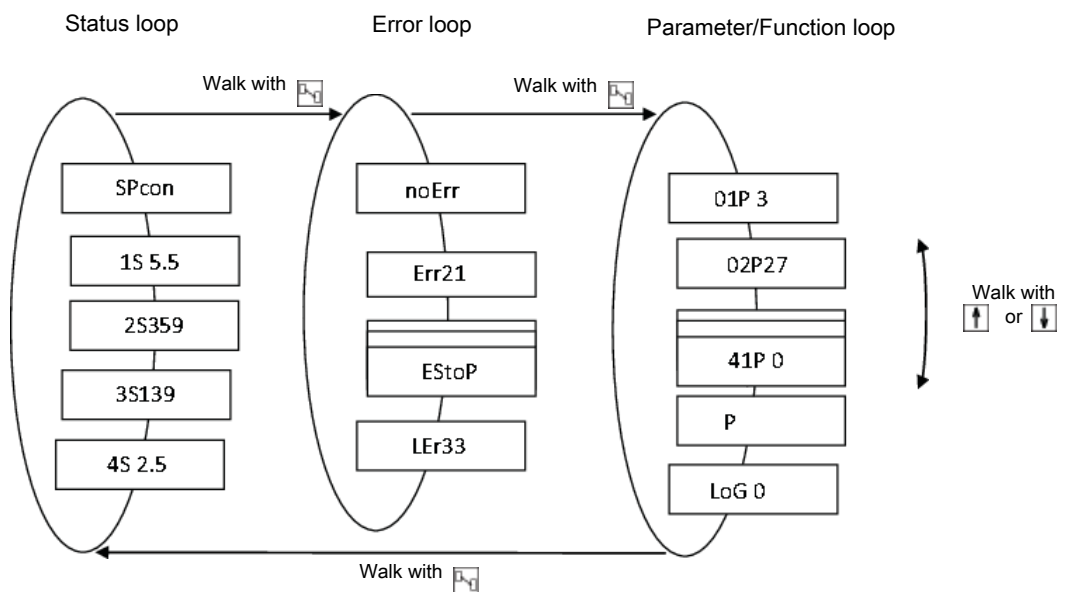 Status loop
Error loop
Parameter/Function loop
Walk with
Walk with
SPcon
1S 5.5
2S359
3S139
4S 2.5
noErr
Err21
EStoP
LEr33
01P 3
02P27
41P 0
P
LoG 0
Walk with
or
Walk with